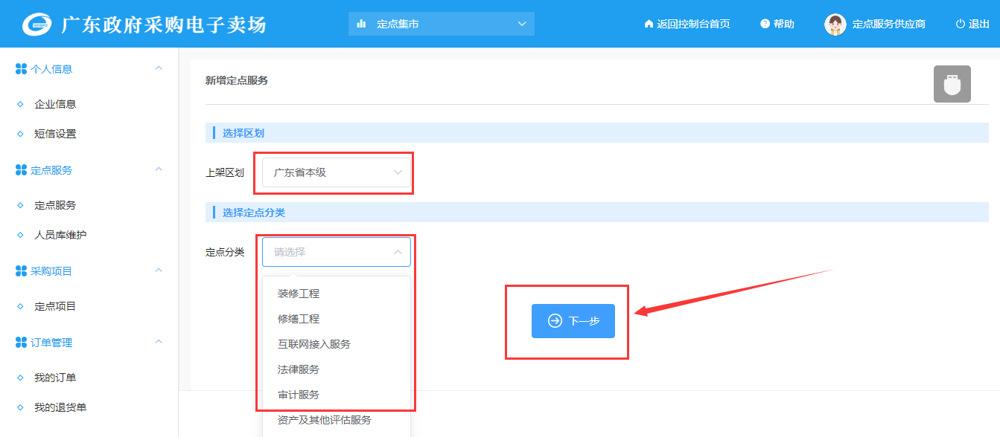 广东政府采购电子卖场
定点集市
返回控制台首页
帮助
定点服务供应商
退出
个人信息
企业信息
短信设置
定点服务
定点服务
人员库维护
采购项目
定点项目
订单管理
我的订单
我的退货单
新增定点服务
选择区划
上架区划
广东省本级
选择定点分类
定点分类
请选择
装修工程
修缮工程
互联网接入服务
法律服务
审计服务
资产及其他评估服务
下一步